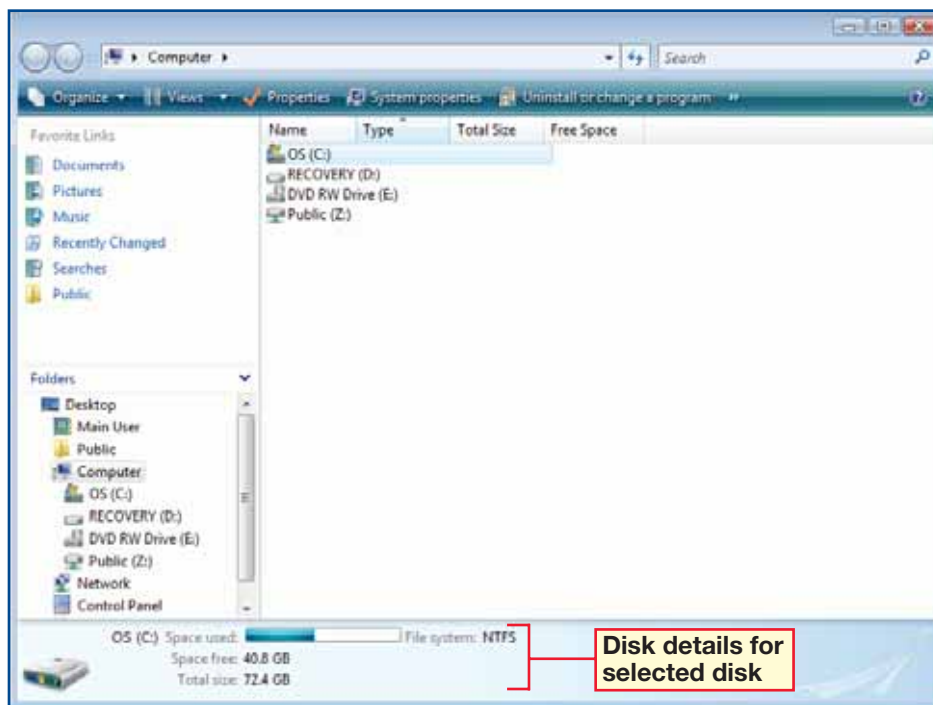 Computer
Search
Organize Views Properties System properties Uninstall or change a program »
Favorite Links
Documents
Pictures
Music
Recently Changed
Searches
Public
Folders
Desktop
Main User
Public
Computer
OS (C:)
RECOVERY (D:)
DVD RW Drive (E:)
Public (Z:)
Network
Control Panel
Name Type Total Size Free Space
OS (C:)
RECOVERY (D:)
DVD RW Drive (E:)
Public (Z:)
OS (C:) Space used: File system: NTFS
Space free: 40.8 GB
Total size: 72.4 GB
Disk details for
selected disk